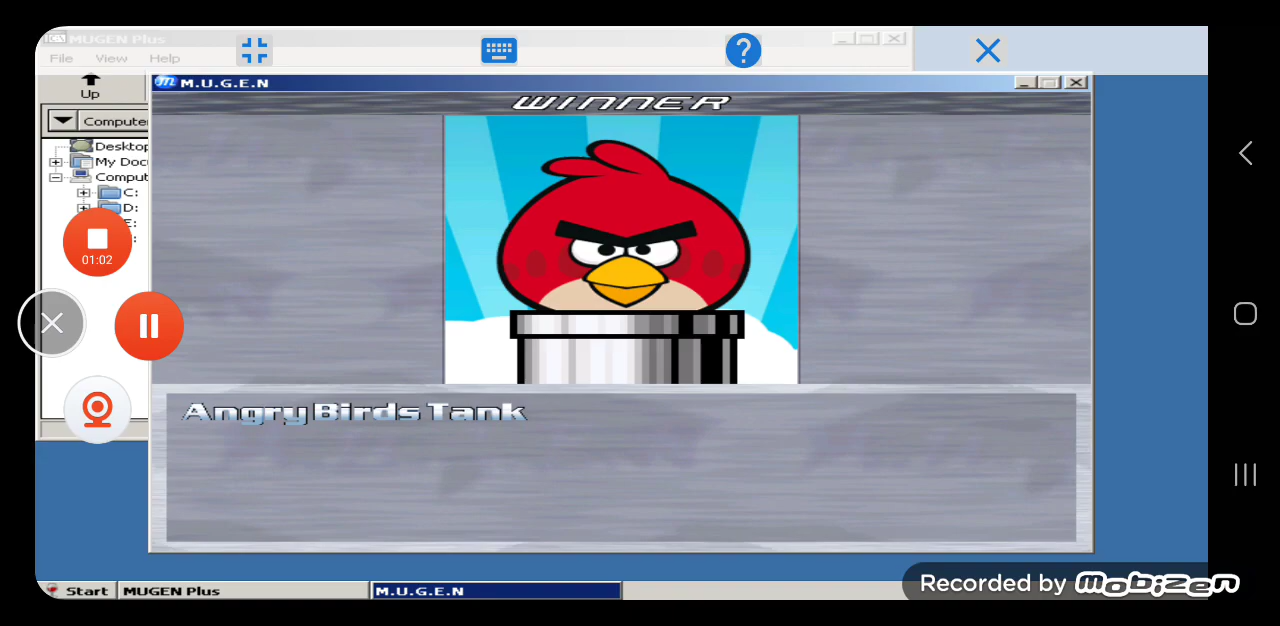 MUGEN Plus
File View Help
Up
M.U.G.E.N
WINNER
Compute
Desktop
My Doc
Comput
C:
D:
E:
01:02
Angry Birds Tank
Start MUGEN Plus M.U.G.E.N
Recorded by mobizen